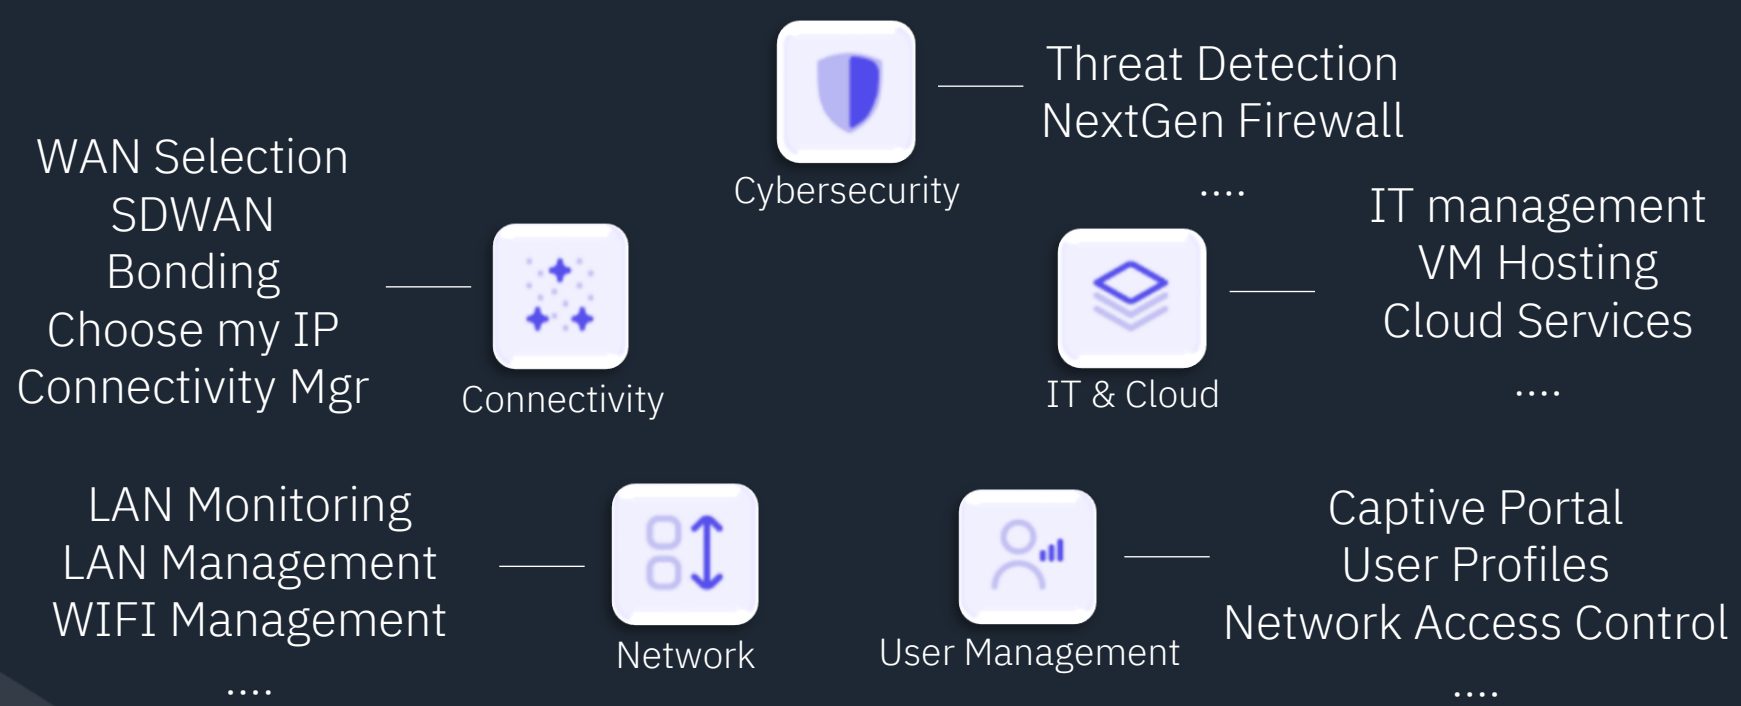 Threat Detection
NextGen Firewall
....
Cybersecurity
WAN Selection
SDWAN
Bonding
Choose my IP
Connectivity Mgr
Connectivity
IT management
VM Hosting
Cloud Services
....
IT & Cloud
LAN Monitoring
LAN Management
WIFI Management
....
Network
Captive Portal
User Profiles
Network Access Control
....
User Management